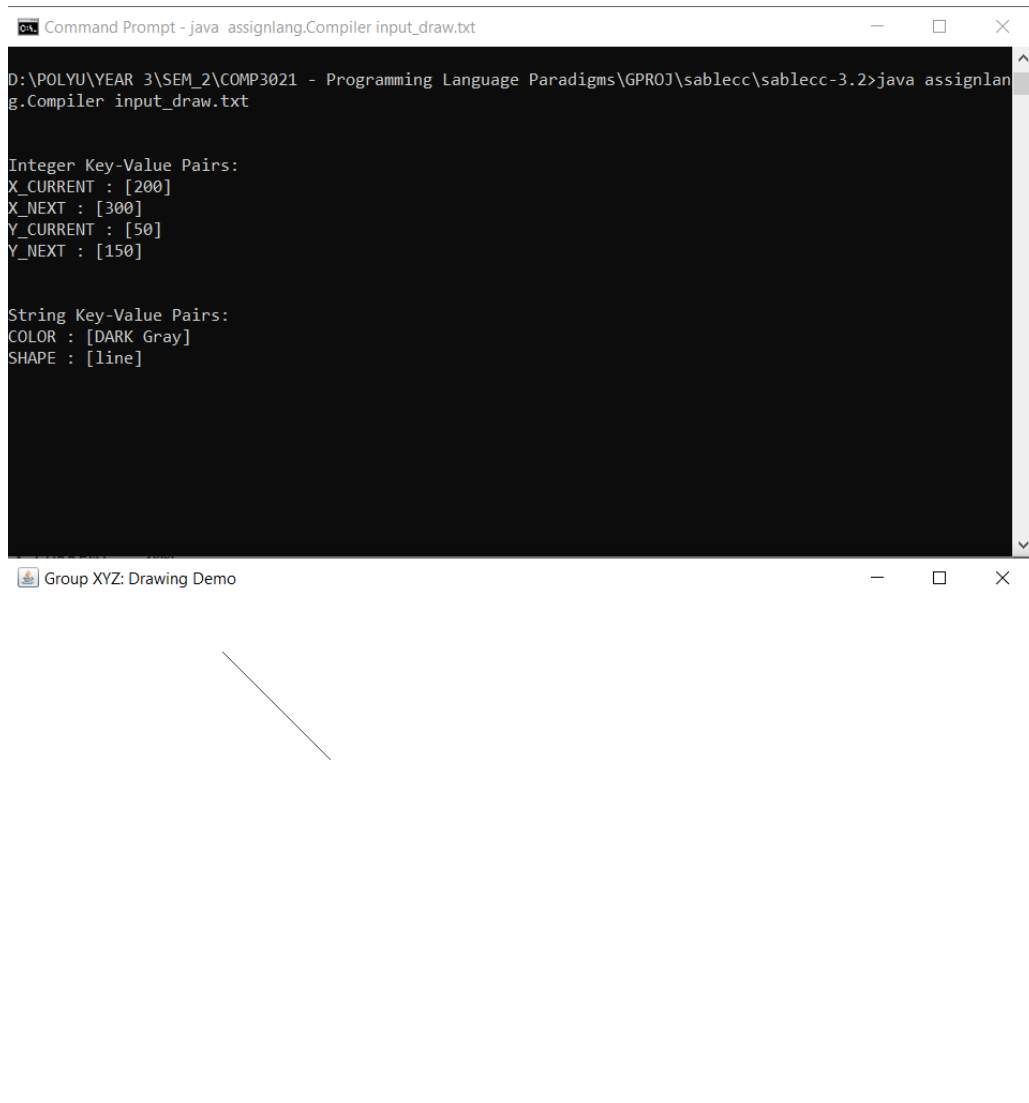 Command Prompt - java  assignlang.Compiler input_draw.txt
D:\POLYU\YEAR 3\SEM_2\COMP3021 - Programming Language Paradigms\GPROJ\sablecc\sablecc-3.2>java assignlan
g.Compiler input_draw.txt
Integer Key-Value Pairs:
X_CURRENT : [200]
X_NEXT : [300]
Y_CURRENT : [50]
Y_NEXT : [150]
String Key-Value Pairs:
COLOR : [DARK Gray]
SHAPE : [line]
Group XYZ: Drawing Demo